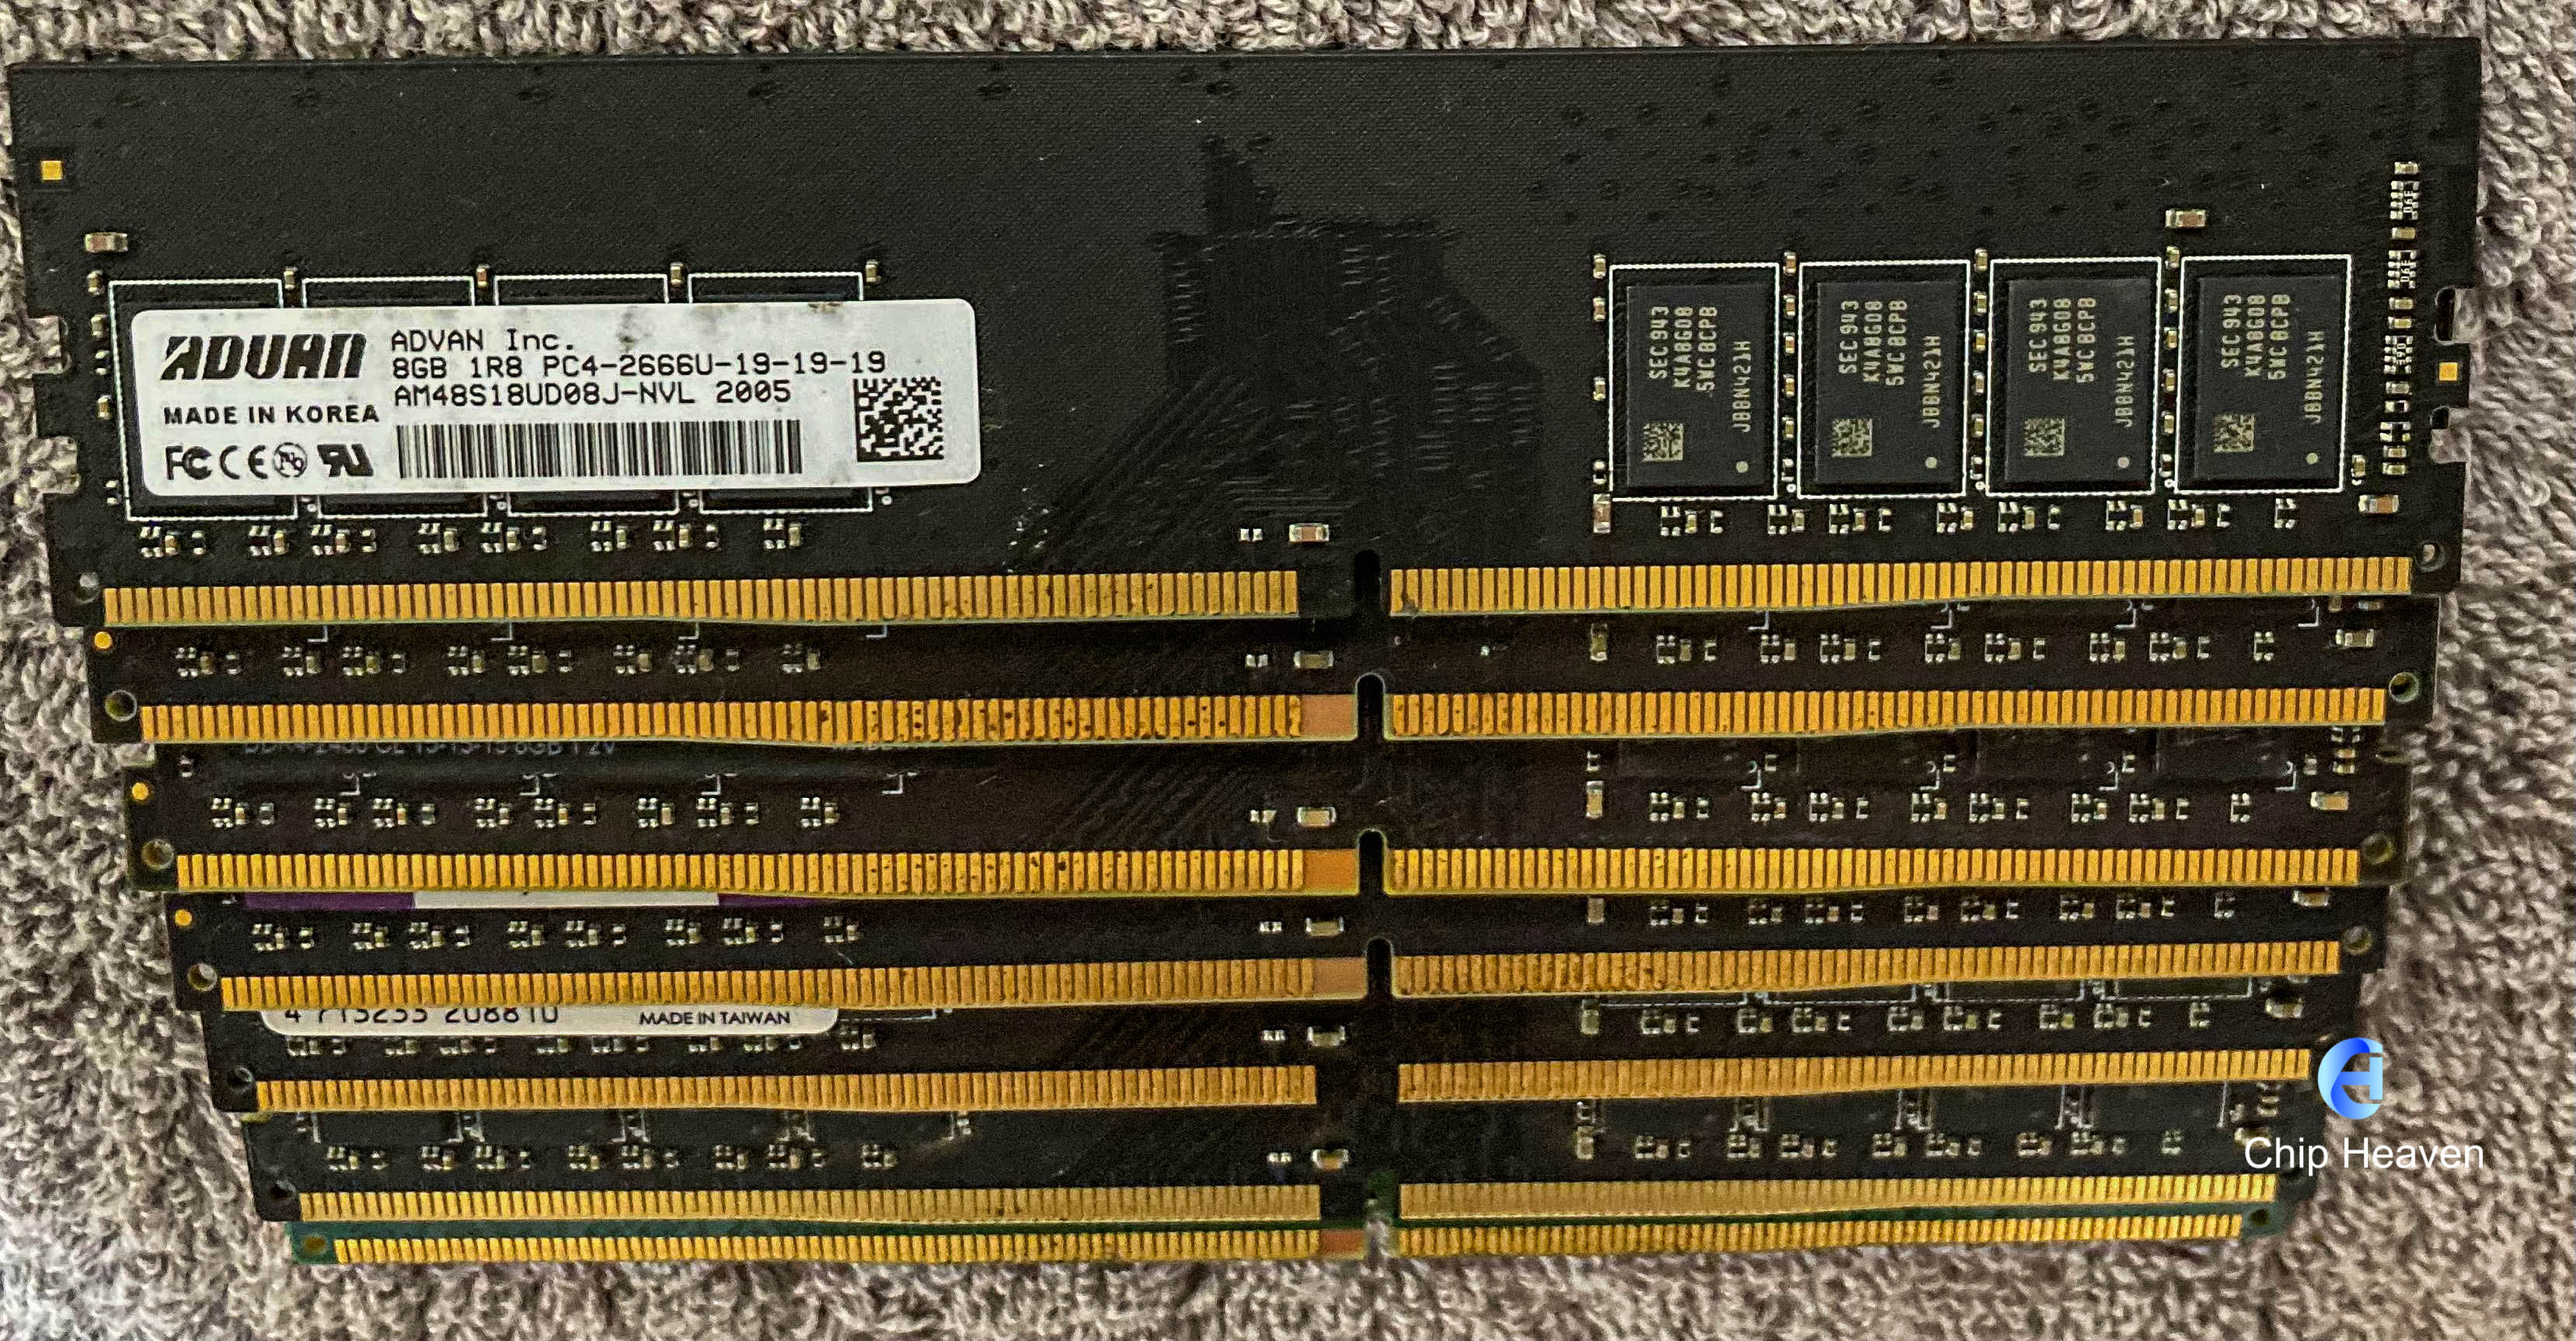 ADVAN
MADE IN KOREA
FC CE
ADVAN Inc.
8GB 1R8 PC4-2666U-19-19-19
AM48S18UD08J-NVL 2005
SEC 943
K4A8G08
5WC BCPB
JBBN421H
SEC 943
K4A8G08
5WC BCPB
JBBN421H
SEC 943
K4A8G08
5WC BCPB
JBBN421H
SEC 943
K4A8G08
5WC BCPB
JBBN421H
MADE IN TAIWAN
Chip Heaven